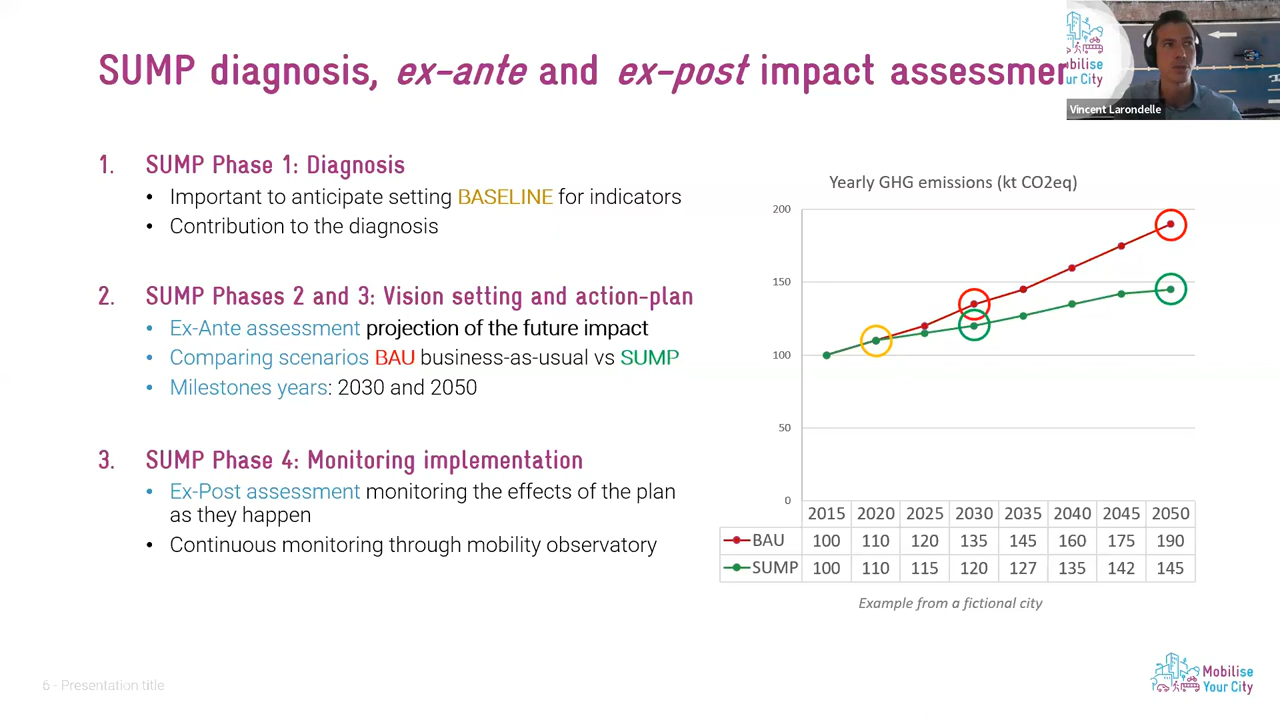 SUMP diagnosis, ex-ante and ex-post impact assessmen
Mobilise
Your City
Vincent Larondelle
1. SUMP Phase 1: Diagnosis
• Important to anticipate setting BASELINE for indicators
• Contribution to the diagnosis
2. SUMP Phases 2 and 3: Vision setting and action-plan
• Ex-Ante assessment projection of the future impact
• Comparing scenarios BAU business-as-usual vs SUMP
• Milestones years: 2030 and 2050
3. SUMP Phase 4: Monitoring implementation
• Ex-Post assessment monitoring the effects of the plan
as they happen
• Continuous monitoring through mobility observatory
Yearly GHG emissions (kt CO2eq)
200
150
100
50
0
2015 2020 2025 2030 2035 2040 2045 2050
BAU 100 110 120 135 145 160 175 190
SUMP 100 110 115 120 127 135 142 145
Example from a fictional city
6 - Presentation title
Mobilise
Your City